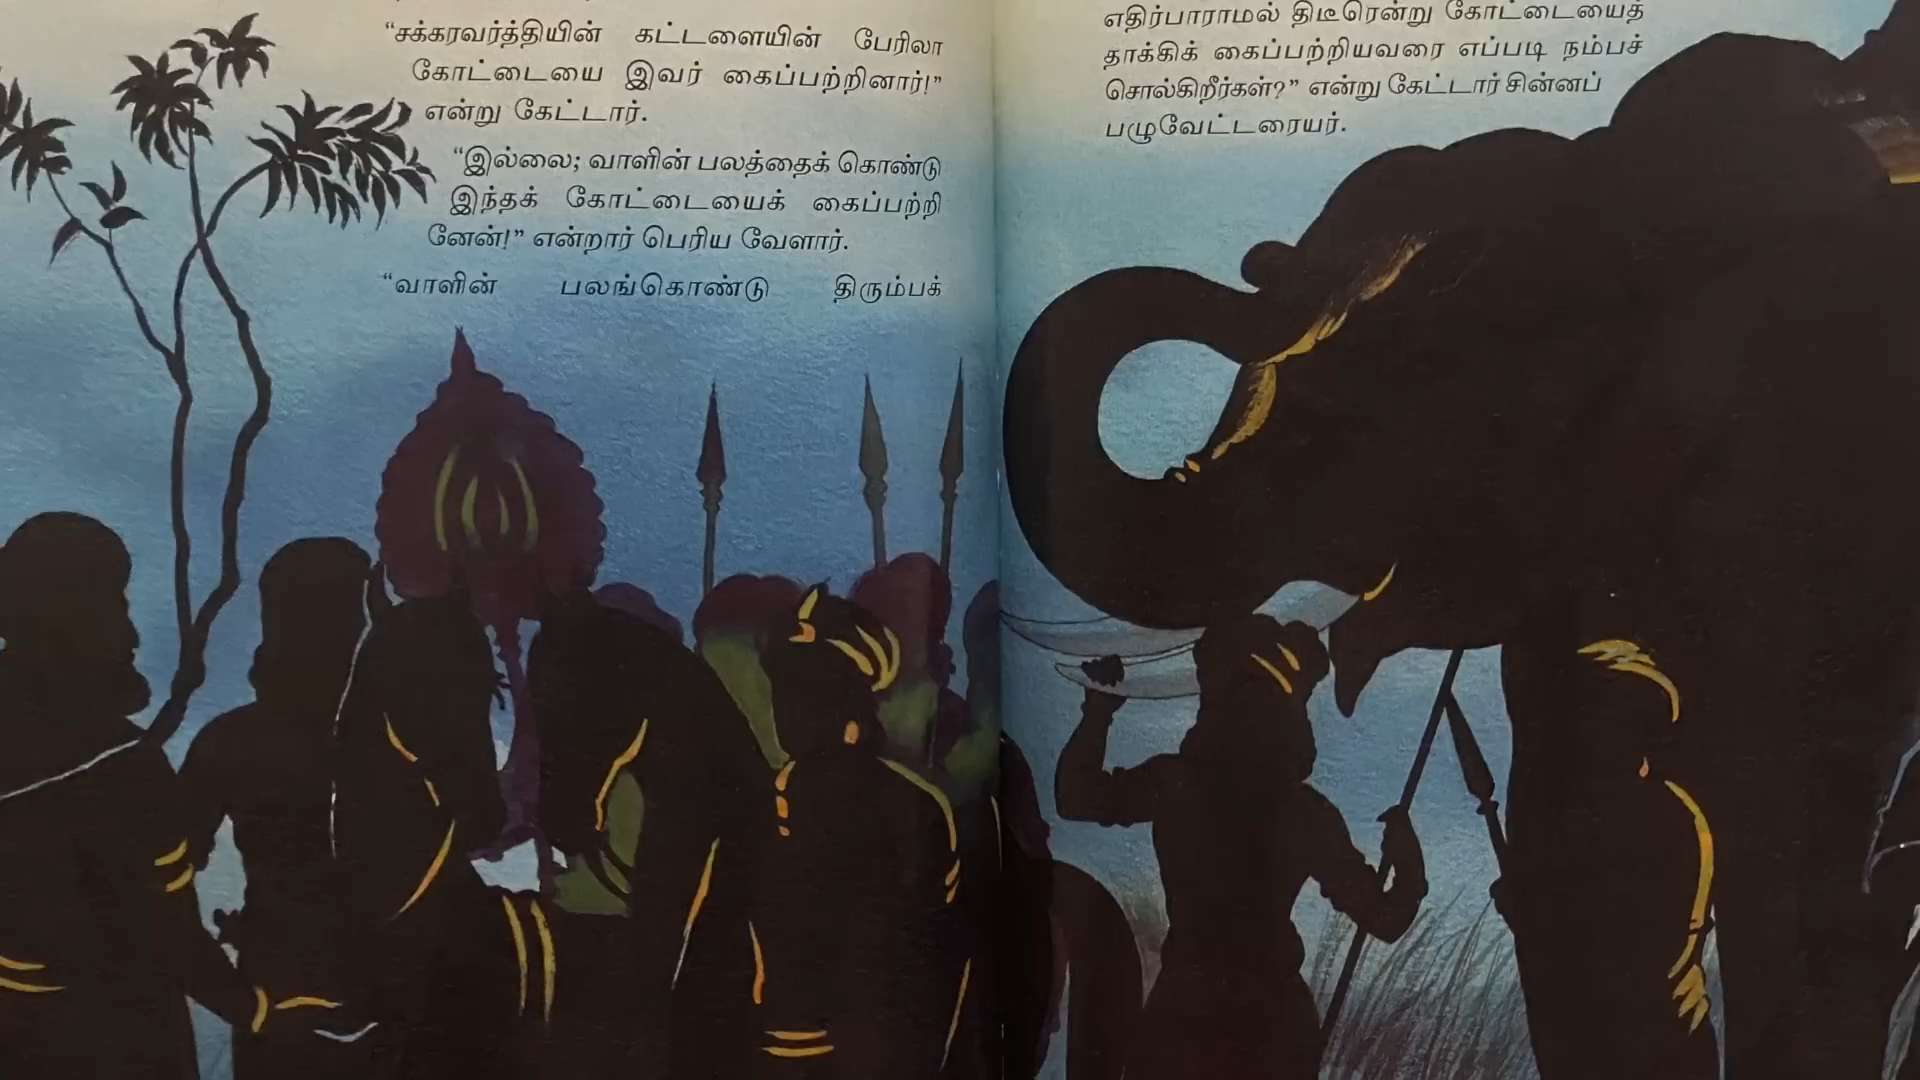 “சக்கரவர்த்தியின் கட்டளையின் பேரிலா
கோட்டையை இவர் கைப்பற்றினார்!”
என்று கேட்டார்.
“இல்லை; வாளின் பலத்தைக் கொண்டு
இந்தக் கோட்டையைக் கைப்பற்றி
னேன்!” என்றார் பெரிய வேளார்.
“வாளின் பலங்கொண்டு திரும்பக்
எதிர்பாராமல் திடீரென்று கோட்டையைத்
தாக்கிக் கைப்பற்றியவரை எப்படி நம்பச்
சொல்கிறீர்கள்?” என்று கேட்டார் சின்னப்
பழுவேட்டரையர்.